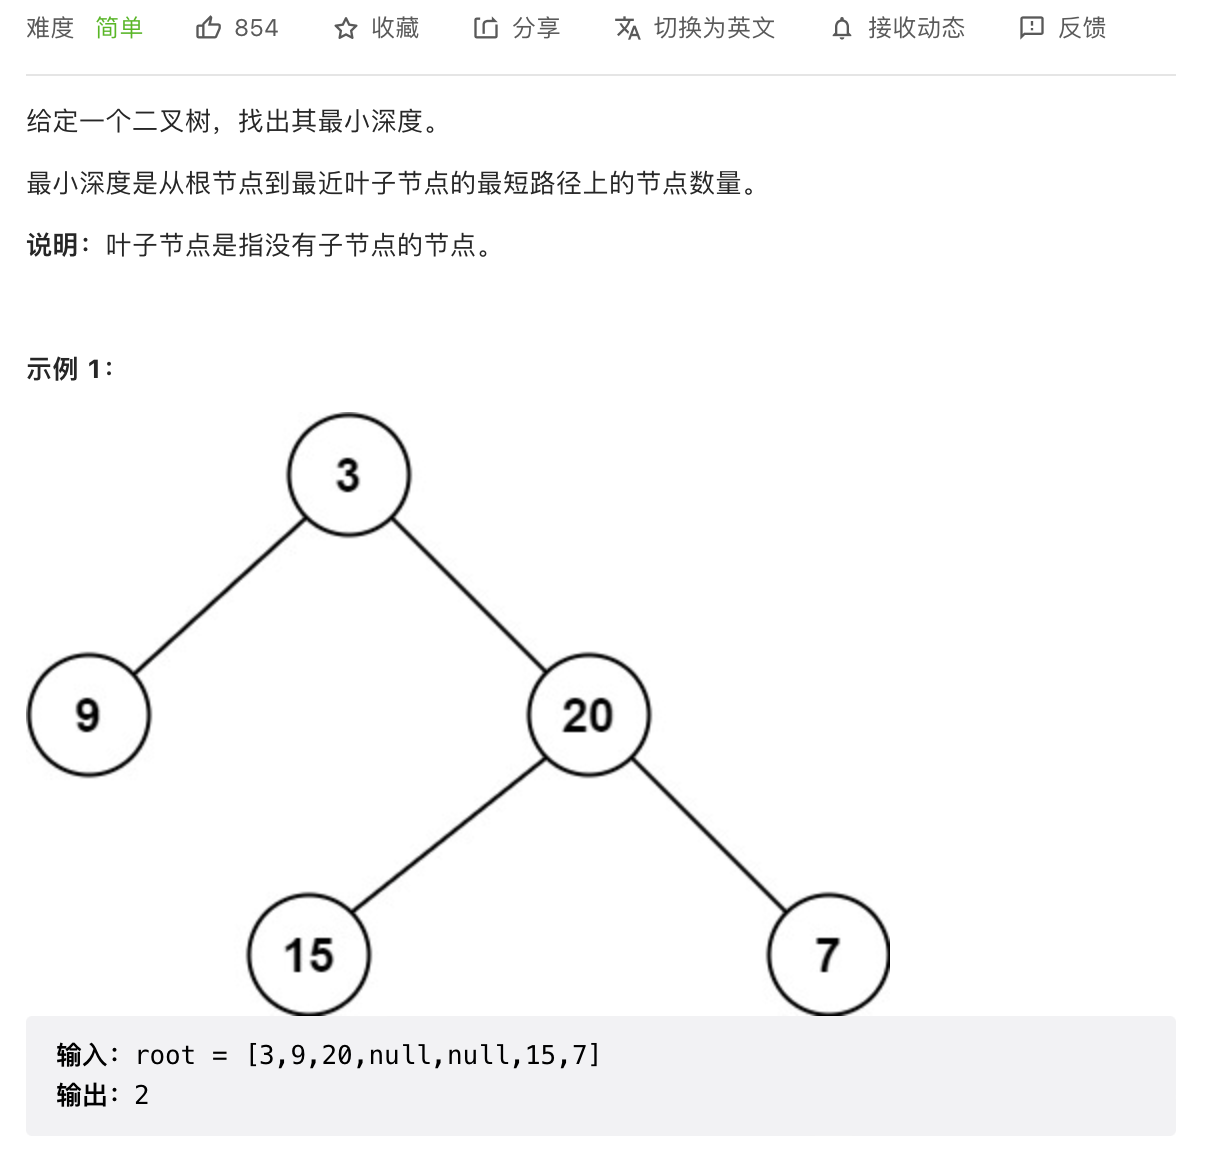 难度 简单 854 收藏 分享 切换为英文 接收动态 反馈
给定一个二叉树，找出其最小深度。
最小深度是从根节点到最近叶子节点的最短路径上的节点数量。
说明：叶子节点是指没有子节点的节点。
示例 1：
3
9
20
15
7
输入：root = [3,9,20,null,null,15,7]
输出：2